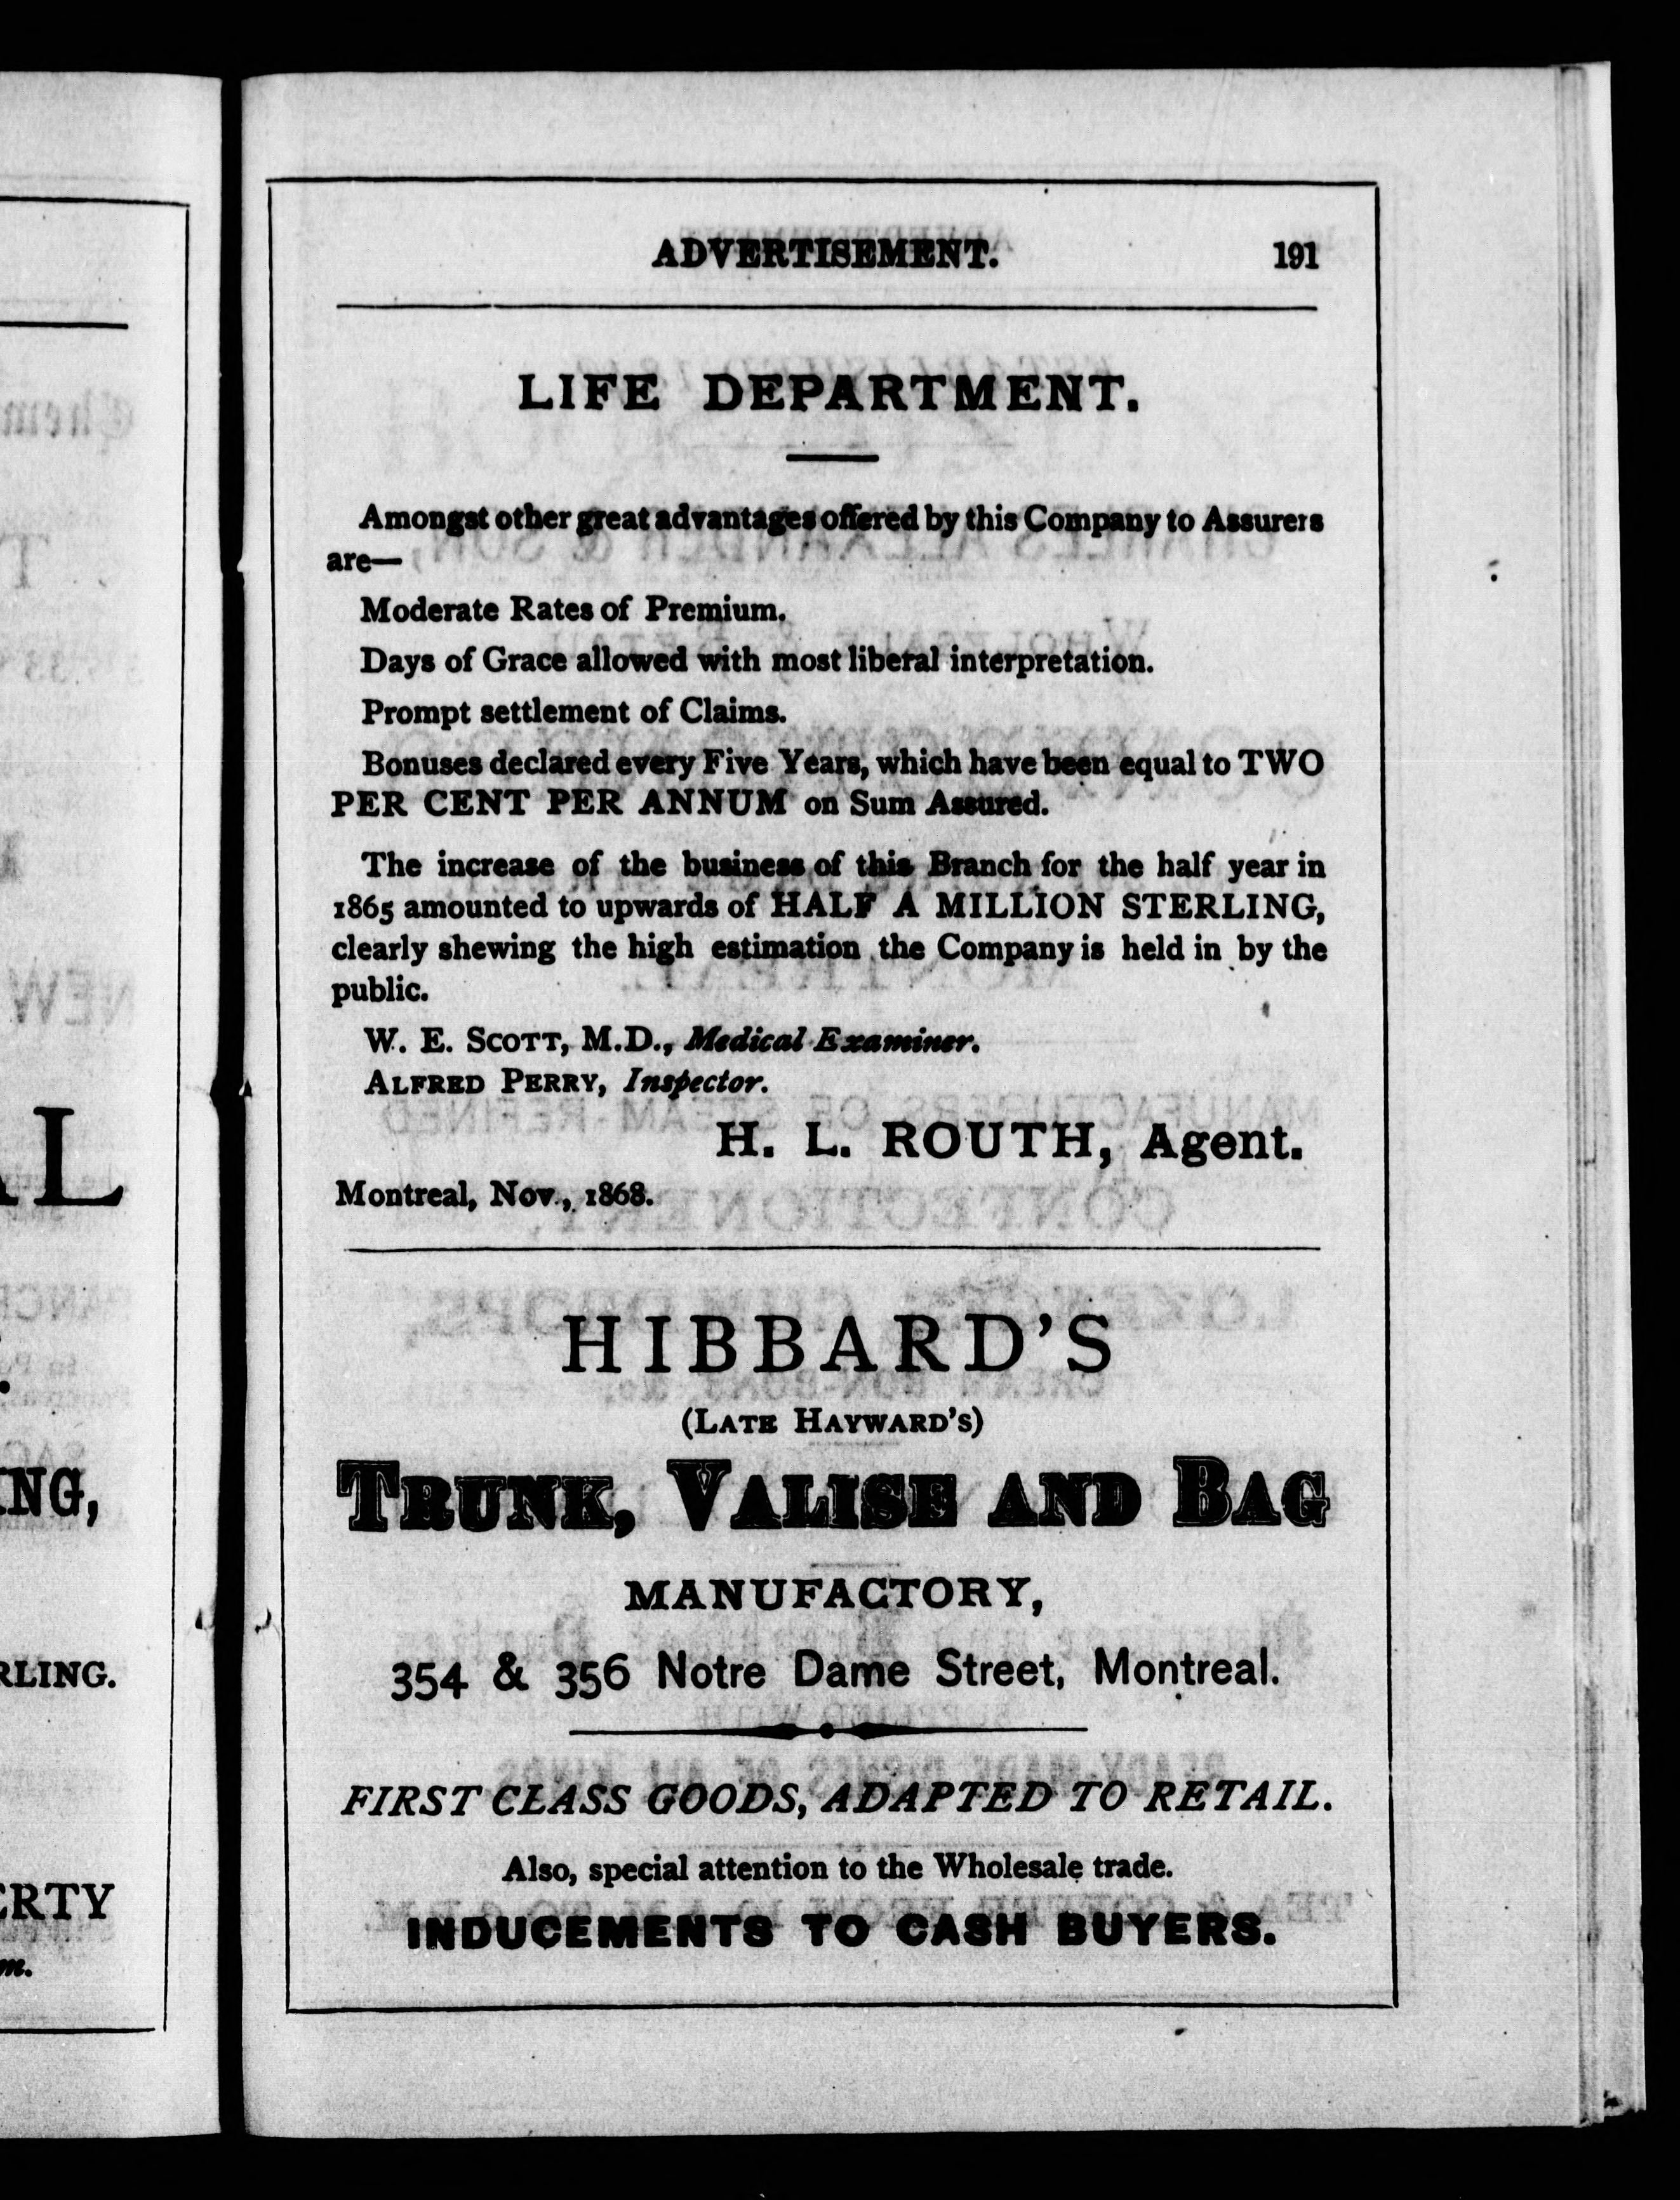 ADVERTISEMENT. 191
LIFE DEPARTMENT.
Amongst other great advantages offered by this Company to Assurers
are—
Moderate Rates of Premium.
Days of Grace allowed with most liberal interpretation.
Prompt settlement of Claims.
Bonuses declared every Five Years, which have been equal to TWO
PER CENT PER ANNUM on Sum Assured.
The increase of the business of this Branch for the half year in
1865 amounted to upwards of HALF A MILLION STERLING,
clearly shewing the high estimation the Company is held in by the
public.
W. E. SCOTT, M.D., Medical Examiner.
ALFRED PERRY, Inspector.
H. L. ROUTH, Agent.
Montreal, Nov., 1868.
HIBBARD'S
(LATE HAYWARD'S)
TRUNK, VALISE AND BAG
MANUFACTORY,
354 & 356 Notre Dame Street, Montreal.
FIRST CLASS GOODS, ADAPTED TO RETAIL.
Also, special attention to the Wholesale trade.
INDUCEMENTS TO CASH BUYERS.